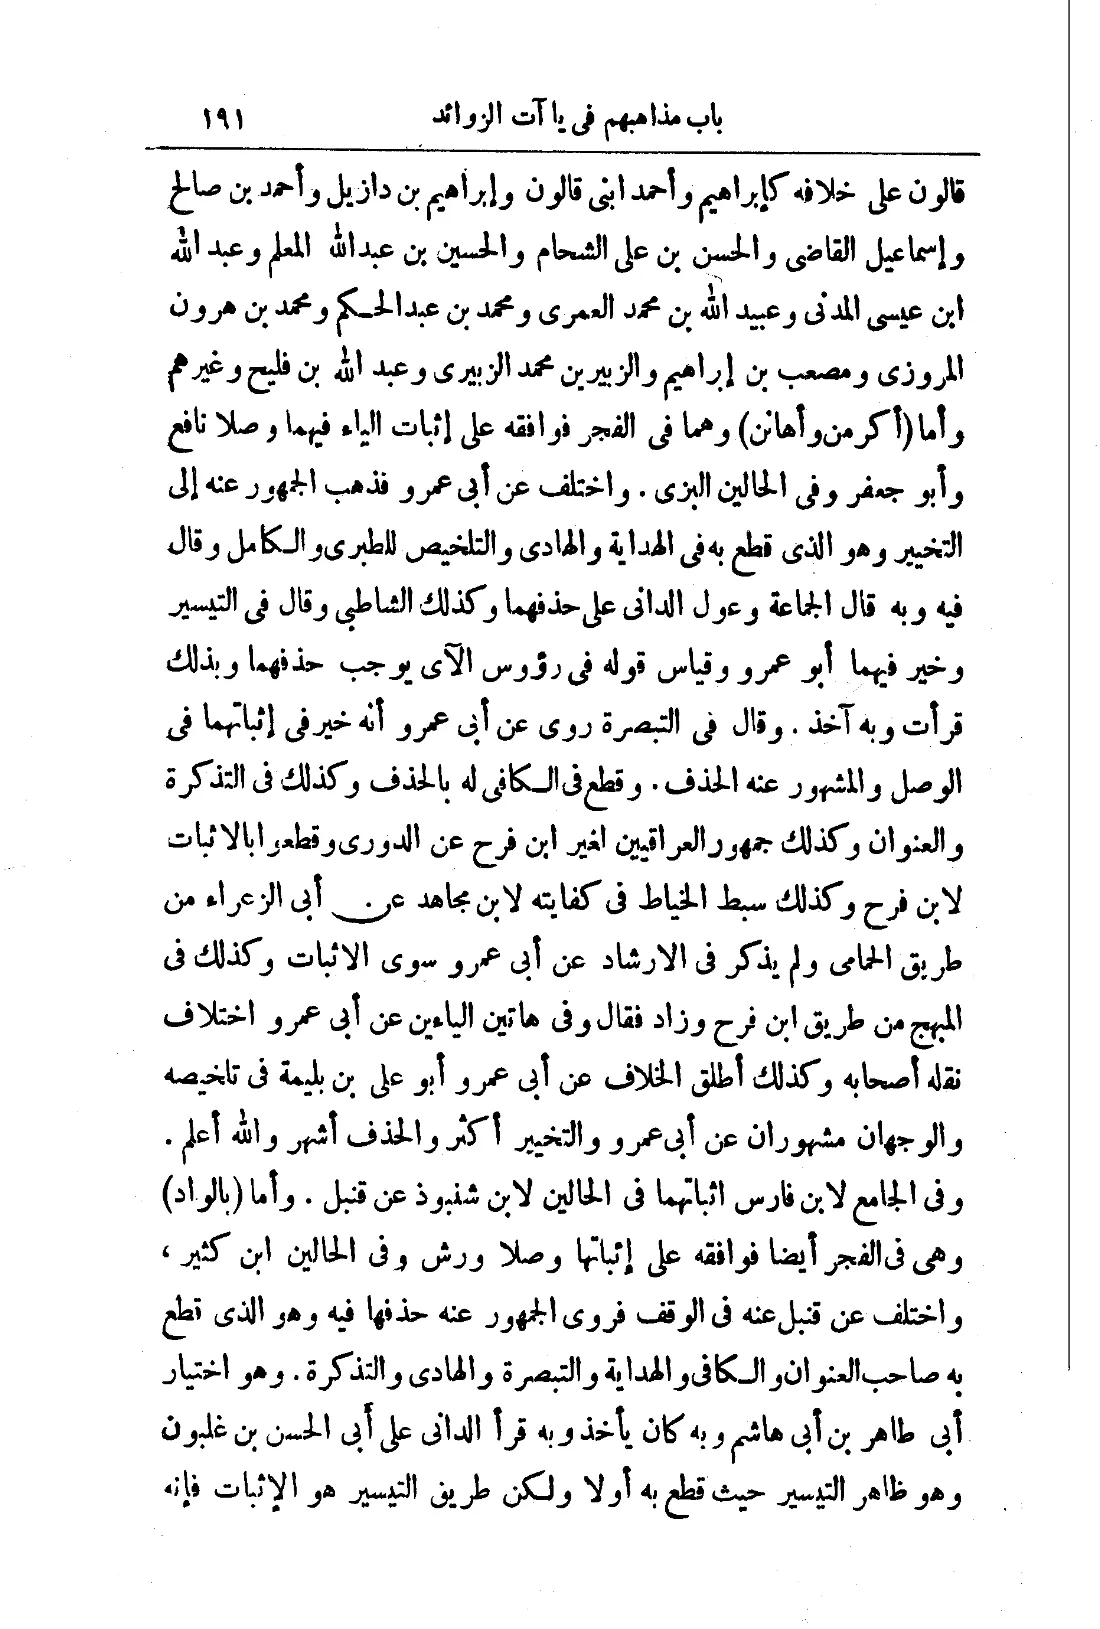 باب مذاهبهم فى ياآت الزوائد ١٩١
قالون على خلافه كإبراهيم وأحمد ابنى قالون وإبراهيم بن دازيل وأحمد بن صالح
وإسماعيل القاضى والحسن بن على الشحام والحسين بن عبدالله المعلم وعبد الله
ابن عيسى المدنى وعبيد الله بن محمد العمرى ومحمد بن عبدالحكم ومحمد بن هرون
المروزى ومصعب بن إبراهيم والزبير بن محمد الزبيرى وعبد الله بن فليح وغيرهم
وأما (أكرمن وأهانن) وهما فى الفجر فوافقه على إثبات الياء فيهما وصلا نافع
وأبو جعفر وفى الحالين البزى . واختلف عن أبى عمرو فذهب الجمهور عنه إلى
التخيير وهو الذى قطع به فى الهداية والهادى والتلخيص للطبرى والكامل وقال
فيه وبه قال الجماعة وعول الدانى على حذفهما وكذلك الشاطبى وقال فى التيسير
وخير فيهما أبو عمرو وقياس قوله فى رؤوس الآى يوجب حذفهما وبذلك
قرأت وبه آخذ . وقال فى التبصرة روى عن أبى عمرو أنه خير فى إثباتهما فى
الوصل والمشهور عنه الحذف . وقطع فى الكافى له بالحذف وكذلك فى التذكرة
والعنوان وكذلك جمهور العراقيين لغير ابن فرح عن الدورى وقطعوا بالاثبات
لابن فرح وكذلك سبط الخياط فى كفايته لابن مجاهد عن أبى الزعراء من
طريق الحمامى ولم يذكر فى الارشاد عن أبى عمرو سوى الاثبات وكذلك فى
المبهج من طريق ابن فرح وزاد فقال وفى هاتين الياءين عن أبى عمرو اختلاف
نقله أصحابه وكذلك أطلق الخلاف عن أبى عمرو أبو على بن بليمة فى تلخيصه
والوجهان مشهوران عن أبى عمرو والتخيير أكثر والحذف أشهر والله أعلم .
وفى الجامع لابن فارس اثباتهما فى الحالين لابن شنبوذ عن قنبل . وأما (بالواد)
وهى فى الفجر أيضا فوافقه على إثباتها وصلا ورش وفى الحالين ابن كثير ،
واختلف عن قنبل عنه فى الوقف فروى الجمهور عنه حذفها فيه وهو الذى قطع
به صاحب العنوان والكافى والهداية والتبصرة والهادى والتذكرة . وهو اختيار
أبى طاهر بن أبى هاشم وبه كان يأخذ وبه قرأ الدانى على أبى الحسن بن غلبون
وهو ظاهر التيسير حيث قطع به أولا ولكن طريق التيسير هو الإثبات فإنه